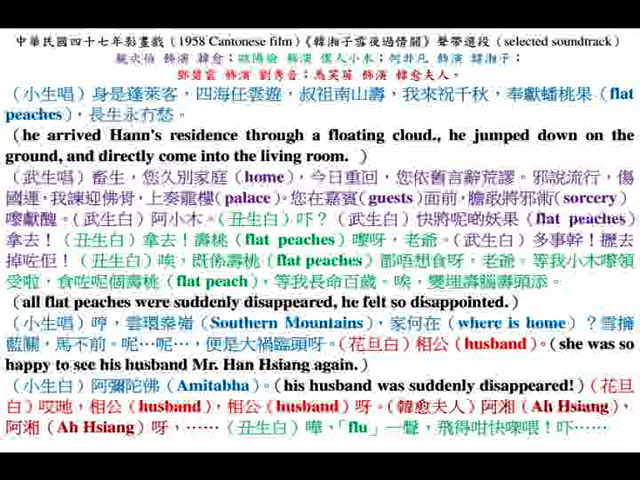 中華民國四十七年影畫戲（1958 Cantonese film）《韓湘子雪夜過情關》聲帶選段（selected soundtrack）
靚次伯 飾演 韓愈；歐陽儉 飾演 僕人小木；何非凡 飾演 韓湘子；
鄧碧雲 飾演 劉秀音；馬笑英 飾演 韓愈夫人。
（小生唱）身是蓬萊客，四海任雲遊，叔祖南山壽，我來祝千秋，奉獻蟠桃果（flat
peaches），長生永冇愁。
（he arrived Hann's residence through a floating cloud., he jumped down on the
ground, and directly come into the living room. ）
（武生唱）畜生，您久別家庭（home），今日重回，您依舊言辭荒謬。邪說流行，傷
國運，我諫迎佛骨，上奏龍樓（palace）。您在嘉賓（guests）面前，膽敢將邪術（sorcery）
嚟獻醜。（武生白）阿小木。（丑生白）吓？（武生白）快將呢啲妖果（flat peaches）
拿去！（丑生白）拿去！壽桃（flat peaches）嚟呀，老爺。（武生白）多事幹！攞去
掉咗佢！（丑生白）唉，既係壽桃（flat peaches）都唔想食呀，老爺。等我小木嚟領
受啦，食咗呢個壽桃（flat peach），等我長命百歲。唉，變埋壽腦壽頭添。
（all flat peaches were suddenly disappeared, he felt so disappointed.）
（小生唱）哼，雲環秦嶺（Southern Mountains），家何在（where is home）？雪擁
藍關，馬不前。呢…呢…，便是大禍臨頭呀。（花旦白）相公（husband）。（she was so
happy to see his husband Mr. Han Hsiang again.）
（小生白）阿彌陀佛（Amitabha）。（his husband was suddenly disappeared!）（花旦
白）哎吔，相公（husband），相公（husband）呀。（韓愈夫人）阿湘（Ah Hsiang），
阿湘（Ah Hsiang）呀，……（丑生白）嘩，「flu」一聲，飛得咁快㗎喂！吓……